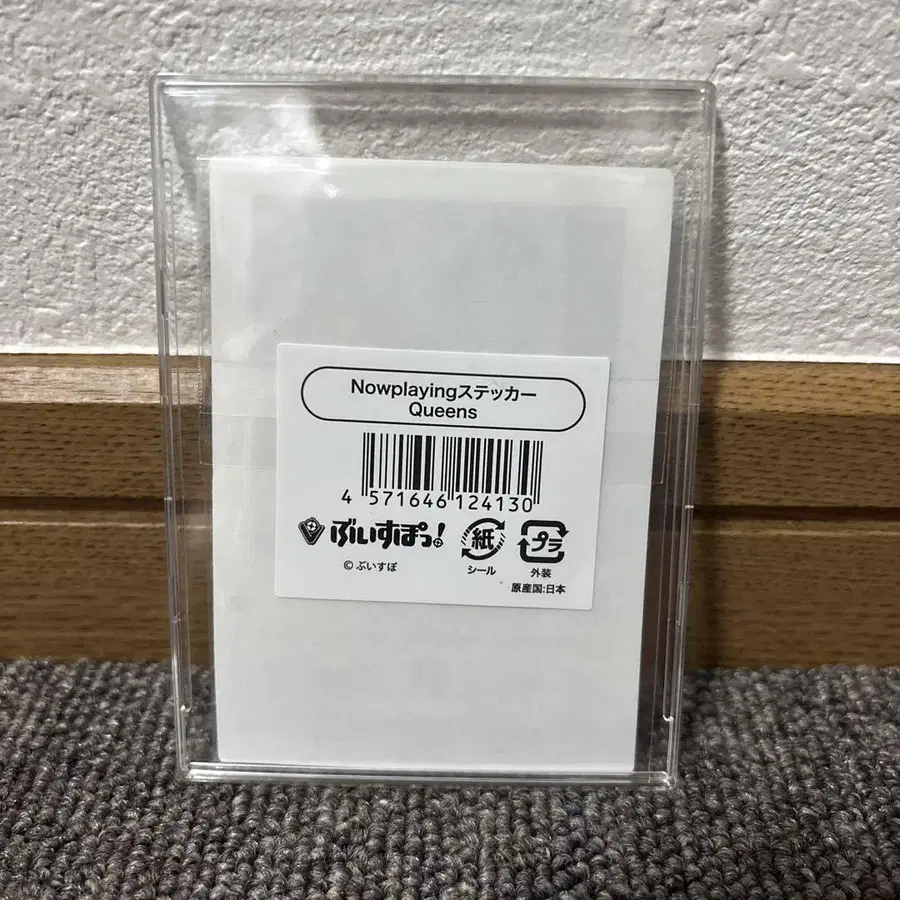 Nowplayingステッカー
Queens
4 571646 124130
ぶいすぽっ!
紙
プラ
シール
外装
© ぶいすぽ
原産国:日本